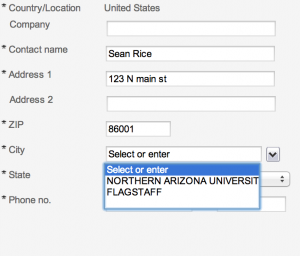 * Country/Location United States
Company
* Contact name Sean Rice
* Address 1 123 N main st
Address 2
* ZIP 86001
* City Select or enter
Select or enter
* State NORTHERN ARIZONA UNIVERSIT
FLAGSTAFF
* Phone no.